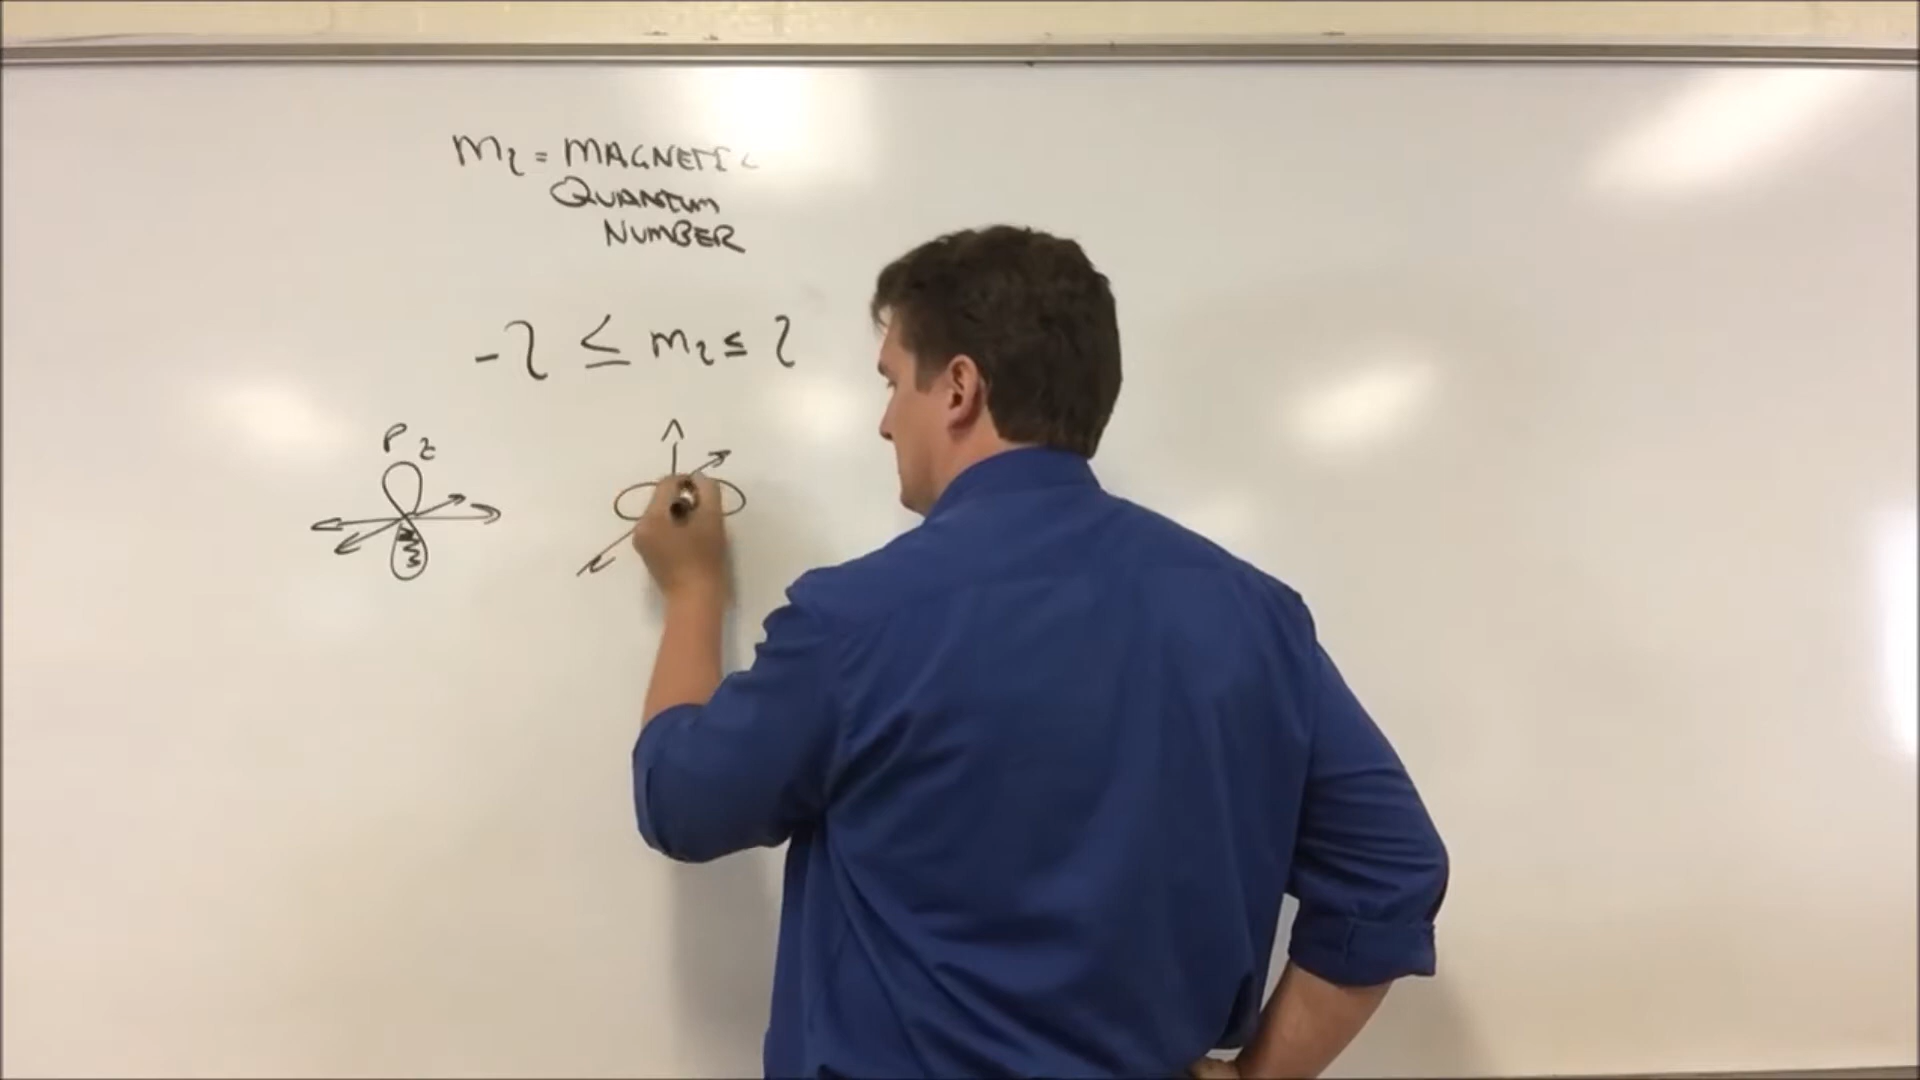 mℓ = MAGNETIC
QUANTUM
NUMBER
-ℓ ≤ mℓ ≤ ℓ
Pz